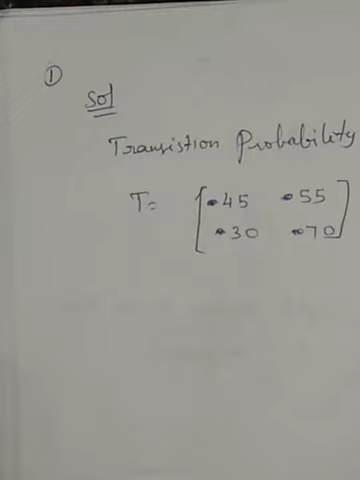 ①
Sol
Transistion Probability
T= [.45 .55
.30 .70]